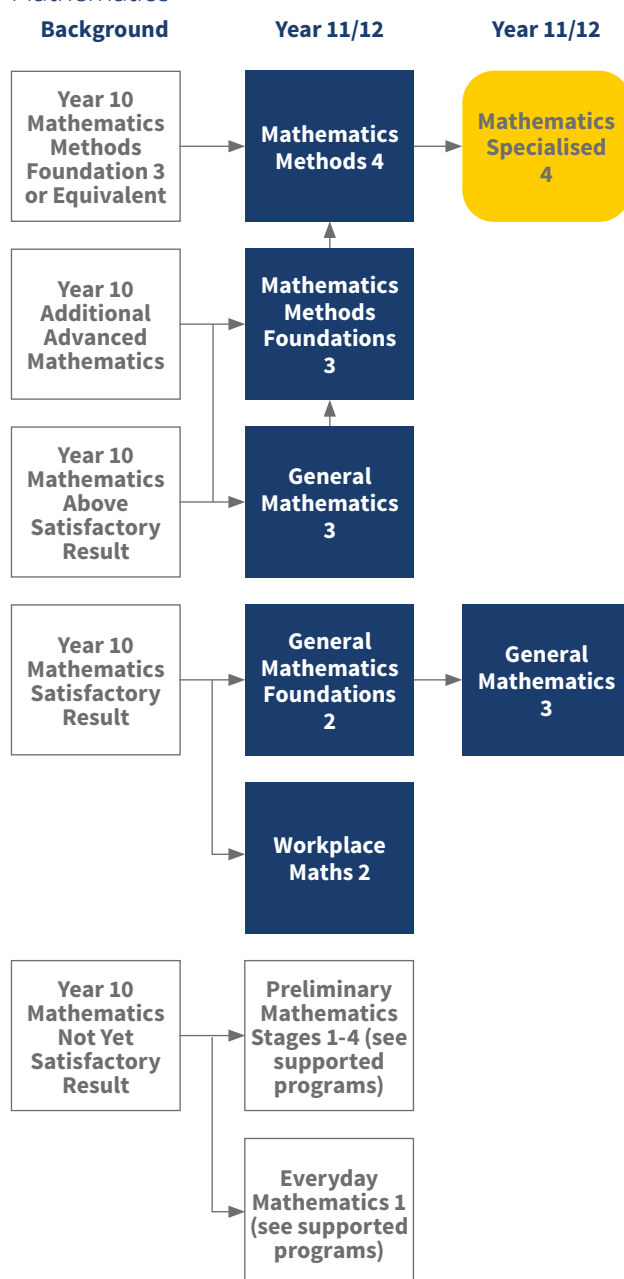 Mathematics
Background
Year 11/12
Year 11/12
Year 10
Mathematics
Methods
Foundation 3
or Equivalent
Mathematics
Methods 4
Mathematics
Specialised
4
Year 10
Additional
Advanced
Mathematics
Mathematics
Methods
Foundations
3
Year 10
Mathematics
Above
Satisfactory
Result
General
Mathematics
3
Year 10
Mathematics
Satisfactory
Result
General
Mathematics
Foundations
2
General
Mathematics
3
Workplace
Maths 2
Year 10
Mathematics
Not Yet
Satisfactory
Result
Preliminary
Mathematics
Stages 1-4 (see
supported
programs)
Everyday
Mathematics 1
(see supported
programs)